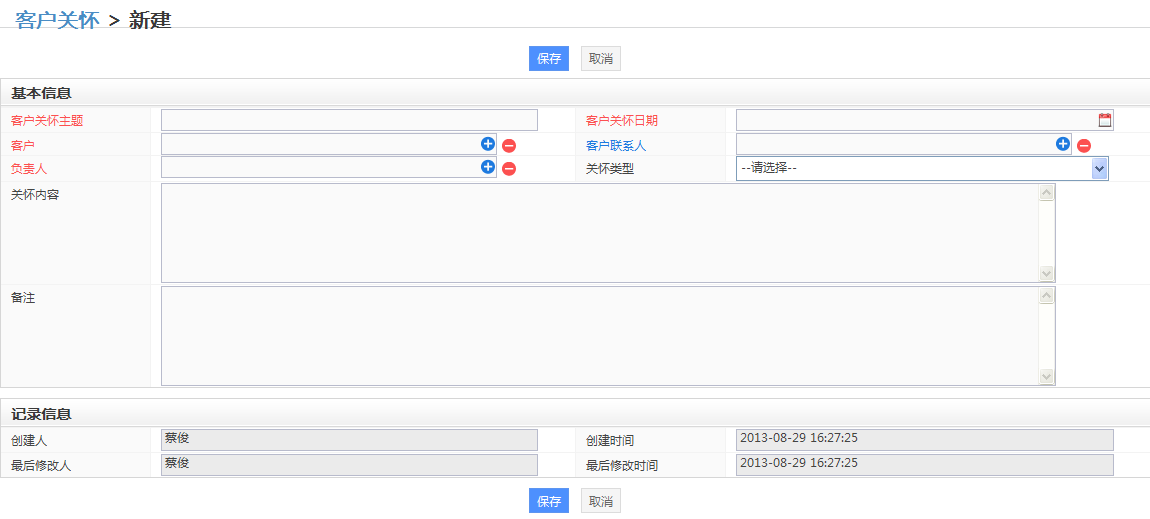 客户关怀 > 新建
保存 取消
基本信息
客户关怀主题 客户关怀日期
客户 客户联系人
负责人 关怀类型 --请选择--
关怀内容
备注
记录信息
创建人 蔡俊 创建时间 2013-08-29 16:27:25
最后修改人 蔡俊 最后修改时间 2013-08-29 16:27:25
保存 取消